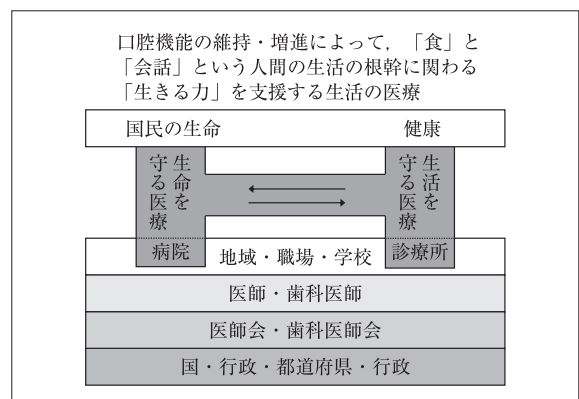 口腔機能の維持・増進によって，「食」と
「会話」という人間の生活の根幹に関わる
「生きる力」を支援する生活の医療
国民の生命
健康
生命を
守る医療
生活を
守る医療
病院
地域・職場・学校
診療所
医師・歯科医師
医師会・歯科医師会
国・行政・都道府県・行政